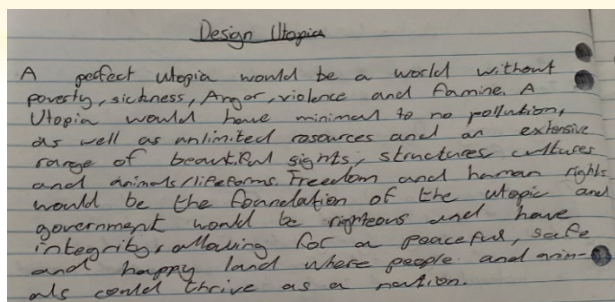 Design Utopia
A perfect utopia would be a world without
poverty, sickness, Angor, violence and famine. A
Utopia would have minimal to no pollution,
as well as unlimited resources and an extensive
range of beautiful sights, structures, cultures
and animals/lifeforms. Freedom and human rights
would be the foundation of the utopia and
government would be righteous and have
integrity, allowing for a peaceful, safe
and happy land where people and anim-
als could thrive as a nation.